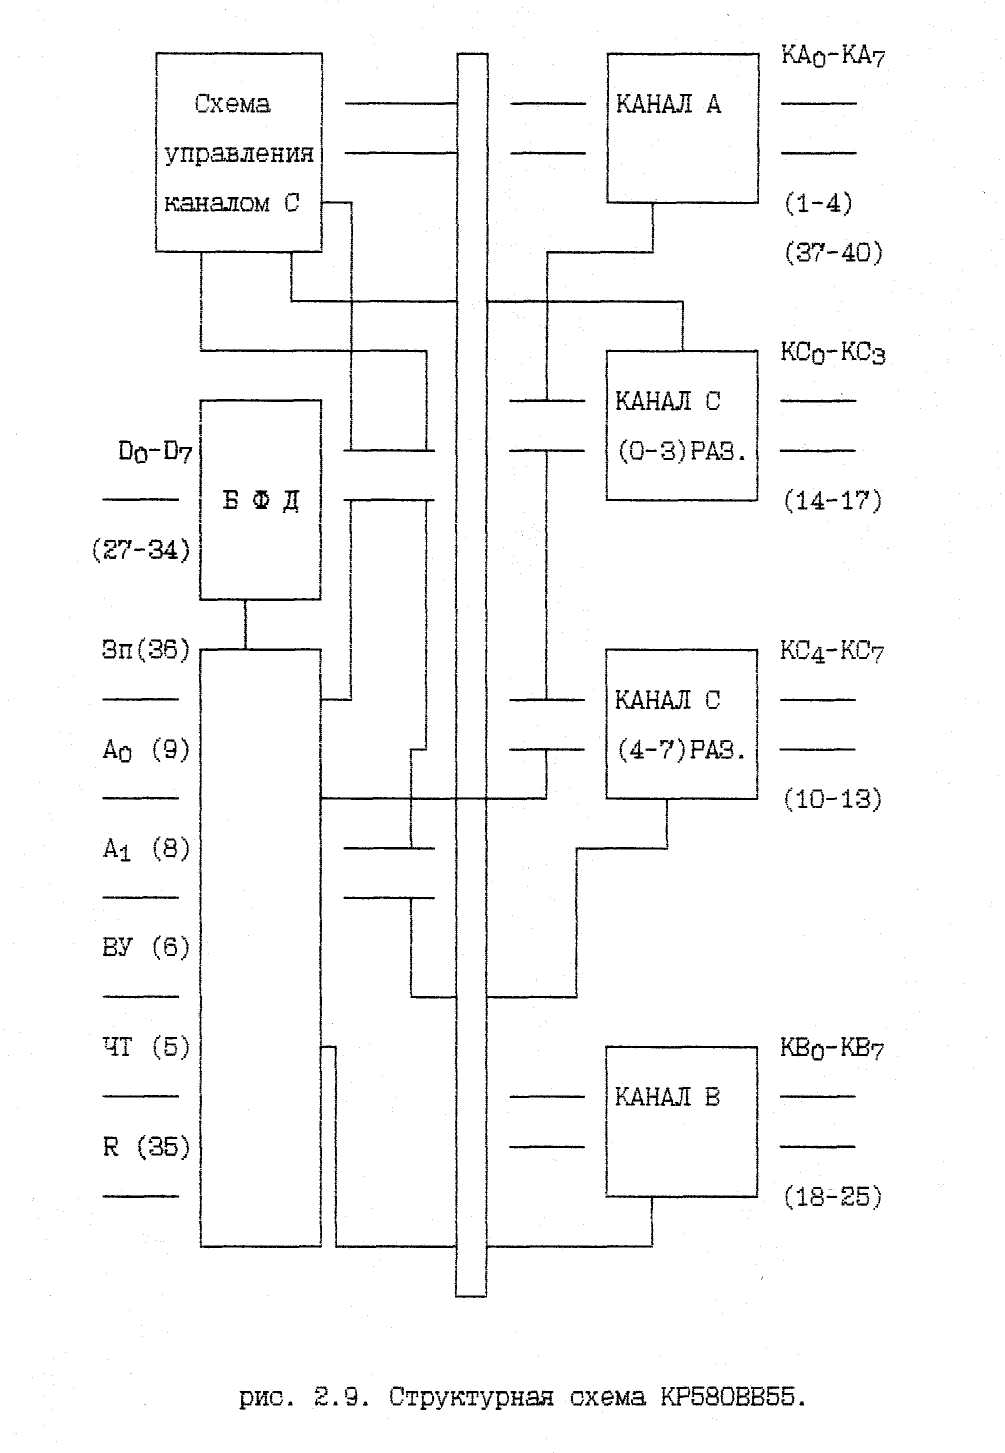 КА0-КА7
Схема
управления
каналом С
КАНАЛ А
(1-4)
(37-40)
КС0-КС3
КАНАЛ С
(0-3)РАЗ.
(14-17)
D0-D7
Б Ф Д
(27-34)
Зп(36)
КС4-КС7
КАНАЛ С
(4-7)РАЗ.
(10-13)
А0 (9)
А1 (8)
ВУ (6)
ЧТ (5)
R (35)
КВ0-КВ7
КАНАЛ В
(18-25)
рис. 2.9. Структурная схема КР580ВВ55.